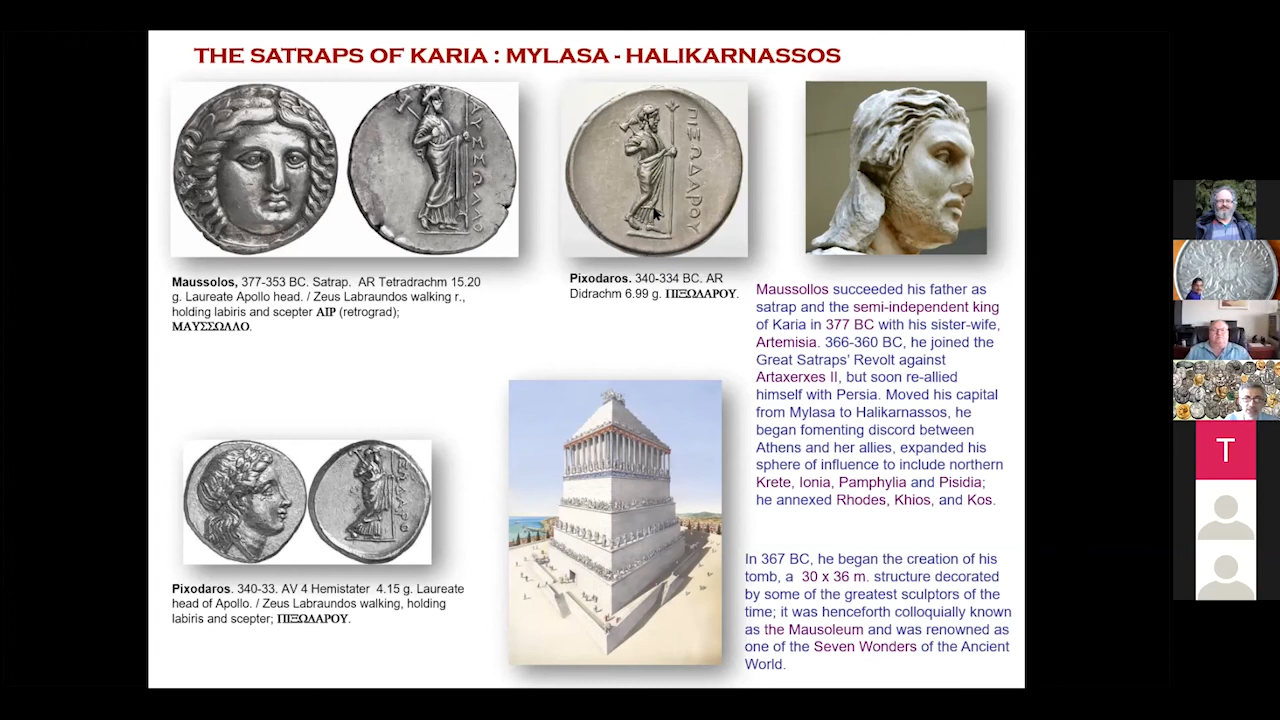 THE SATRAPS OF KARIA : MYLASA - HALIKARNASSOS
Maussolos, 377-353 BC. Satrap. AR Tetradrachm 15.20
g. Laureate Apollo head. / Zeus Labraundos walking r.,
holding labiris and scepter ΑΙΡ (retrograd);
ΜΑΥΣΣΩΛΛΟ.
ΠΙΞΩΔΑΡΟΥ
Pixodaros. 340-334 BC. AR
Didrachm 6.99 g. ΠΙΞΩΔΑΡΟΥ.
Maussollos succeeded his father as
satrap and the semi-independent king
of Karia in 377 BC with his sister-wife,
Artemisia. 366-360 BC, he joined the
Great Satraps' Revolt against
Artaxerxes II, but soon re-allied
himself with Persia. Moved his capital
from Mylasa to Halikarnassos, he
began fomenting discord between
Athens and her allies, expanded his
sphere of influence to include northern
Krete, Ionia, Pamphylia and Pisidia;
he annexed Rhodes, Khios, and Kos.
Pixodaros. 340-33. AV 4 Hemistater 4.15 g. Laureate
head of Apollo. / Zeus Labraundos walking, holding
labiris and scepter; ΠΙΞΩΔΑΡΟΥ.
In 367 BC, he began the creation of his
tomb, a 30 x 36 m. structure decorated
by some of the greatest sculptors of the
time; it was henceforth colloquially known
as the Mausoleum and was renowned as
one of the Seven Wonders of the Ancient
World.
T